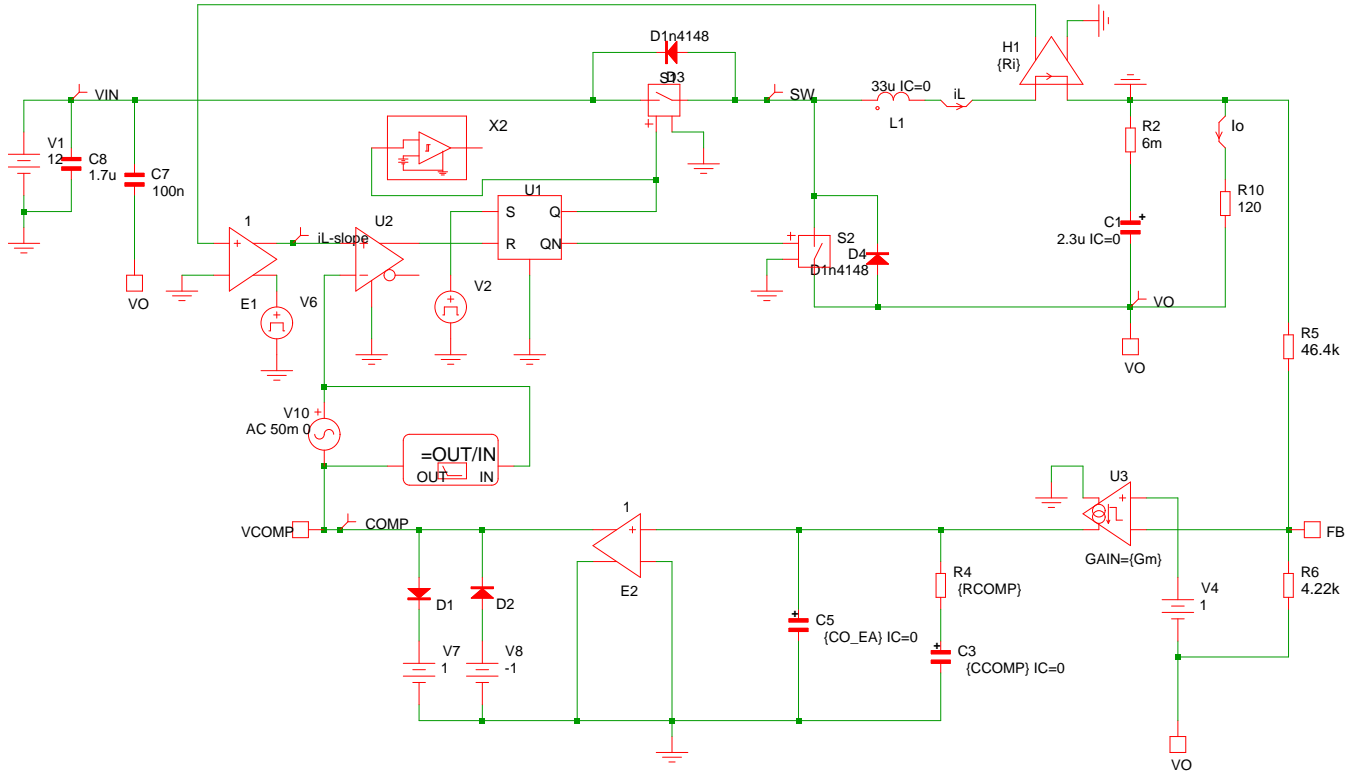 D1n4148
H1
{Ri}
S1
D3
VIN
SW
33u IC=0
iL
L1
V1
12
C8
1.7u
C7
100n
X2
R2
6m
Io
R10
120
U1
S
Q
R
QN
1
iL-slope
U2
S2
D4
D1n4148
C1
2.3u IC=0
E1
V6
V2
VO
VO
VO
R5
46.4k
V10
AC 50m 0
=OUT/IN
OUT
IN
U3
GAIN={Gm}
VCOMP
COMP
1
E2
FB
R4
{RCOMP}
R6
4.22k
V4
1
D1
D2
C5
{CO_EA} IC=0
C3
{CCOMP} IC=0
V7
1
V8
-1
VO